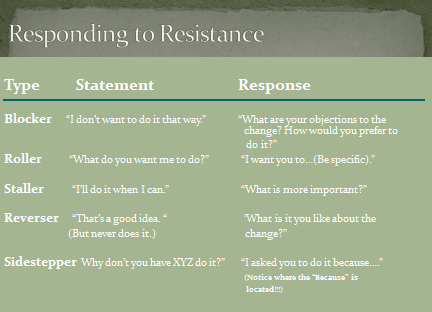 Responding to Resistance
Type Statement Response
Blocker “I don’t want to do it that way.” “What are your objections to the
change? How would you prefer to
do it?”
Roller “What do you want me to do?” “I want you to…(Be specific).”
Staller “I’ll do it when I can.” “What is more important?”
Reverser “That’s a good idea. “ ‘What is it you like about the
(But never does it.) change?”
Sidestepper Why don’t you have XYZ do it?” “I asked you to do it because….”
(Notice where the “Because” is
located!!!)